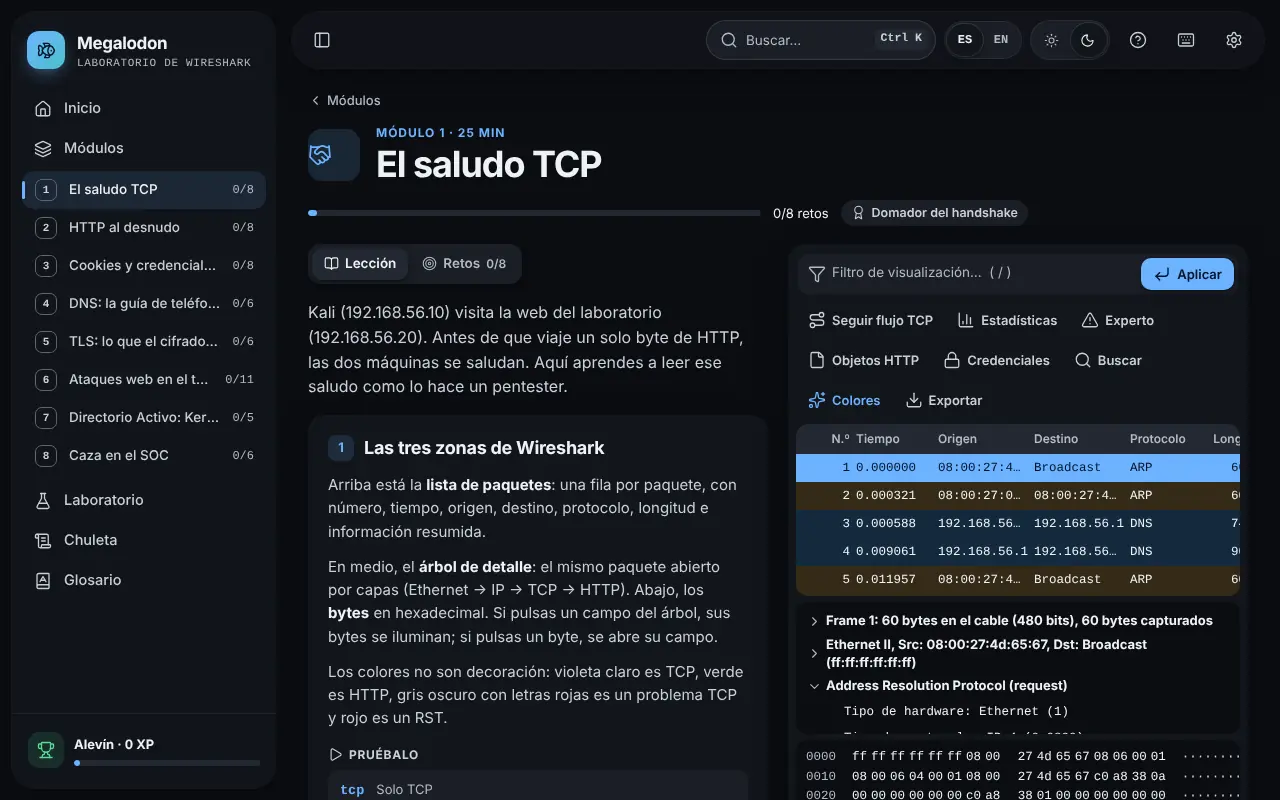 Megalodon
LABORATORIO DE WIRESHARK
Inicio
Módulos
1 El saludo TCP 0/8
2 HTTP al desnudo 0/8
3 Cookies y credencial... 0/8
4 DNS: la guía de teléfo... 0/6
5 TLS: lo que el cifrado... 0/6
6 Ataques web en el t... 0/11
7 Directorio Activo: Ker... 0/5
8 Caza en el SOC 0/6
Laboratorio
Chuleta
Glosario
Alevín · 0 XP
Buscar... Ctrl K
ES EN
Módulos
MÓDULO 1 · 25 MIN
El saludo TCP
0/8 retos Domador del handshake
Lección Retos 0/8
Kali (192.168.56.10) visita la web del laboratorio
(192.168.56.20). Antes de que viaje un solo byte de HTTP,
las dos máquinas se saludan. Aquí aprendes a leer ese
saludo como lo hace un pentester.
1 Las tres zonas de Wireshark
Arriba está la lista de paquetes: una fila por paquete, con
número, tiempo, origen, destino, protocolo, longitud e
información resumida.
En medio, el árbol de detalle: el mismo paquete abierto
por capas (Ethernet → IP → TCP → HTTP). Abajo, los
bytes en hexadecimal. Si pulsas un campo del árbol, sus
bytes se iluminan; si pulsas un byte, se abre su campo.
Los colores no son decoración: violeta claro es TCP, verde
es HTTP, gris oscuro con letras rojas es un problema TCP
y rojo es un RST.
PRUÉBALO
tcp Solo TCP
Filtro de visualización... ( / ) Aplicar
Seguir flujo TCP Estadísticas Experto
Objetos HTTP Credenciales Buscar
Colores Exportar
N.º Tiempo Origen Destino Protocolo Long
1 0.000000 08:00:27:4… Broadcast ARP 6
2 0.000321 08:00:27:0… 08:00:27:4… ARP 6
3 0.000588 192.168.56… 192.168.56.1 DNS 7
4 0.009061 192.168.56.1 192.168.56… DNS 9
5 0.011957 08:00:27:4… Broadcast ARP 6
Frame 1: 60 bytes en el cable (480 bits), 60 bytes capturados
Ethernet II, Src: 08:00:27:4d:65:67, Dst: Broadcast
(ff:ff:ff:ff:ff:ff)
Address Resolution Protocol (request)
Tipo de hardware: Ethernet (1)
0000 ff ff ff ff ff ff 08 00 27 4d 65 67 08 06 00 01 ········
0010 08 00 06 04 00 01 08 00 27 4d 65 67 c0 a8 38 0a ········
0020 00 00 00 00 00 00 c0 a8 38 01 00 00 00 00 00 00 ········